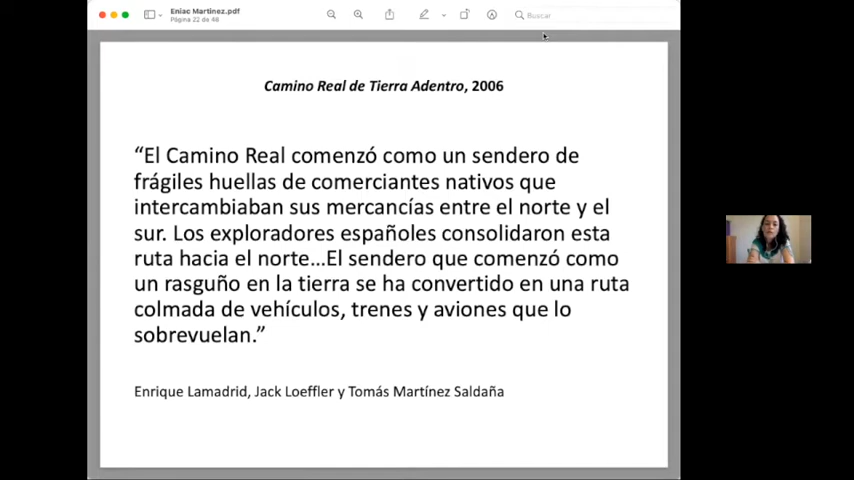 Eniac Martinez.pdf
Página 22 de 48
Buscar
Camino Real de Tierra Adentro, 2006
“El Camino Real comenzó como un sendero de
frágiles huellas de comerciantes nativos que
intercambiaban sus mercancías entre el norte y el
sur. Los exploradores españoles consolidaron esta
ruta hacia el norte...El sendero que comenzó como
un rasguño en la tierra se ha convertido en una ruta
colmada de vehículos, trenes y aviones que lo
sobrevuelan.”
Enrique Lamadrid, Jack Loeffler y Tomás Martínez Saldaña